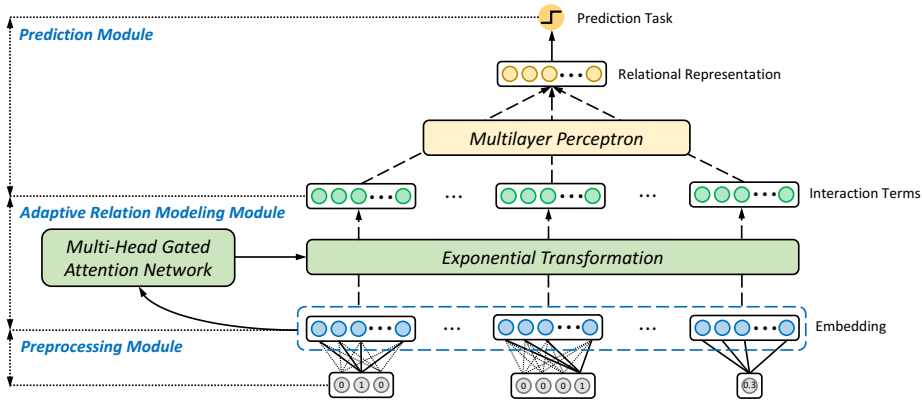 Prediction Task
Prediction Module
Relational Representation
Multilayer Perceptron
Interaction Terms
... ...
Adaptive Relation Modeling Module
Multi-Head Gated
Attention Network
Exponential Transformation
Embedding
... ...
Preprocessing Module
0 1 0
0 0 0 1
0.3